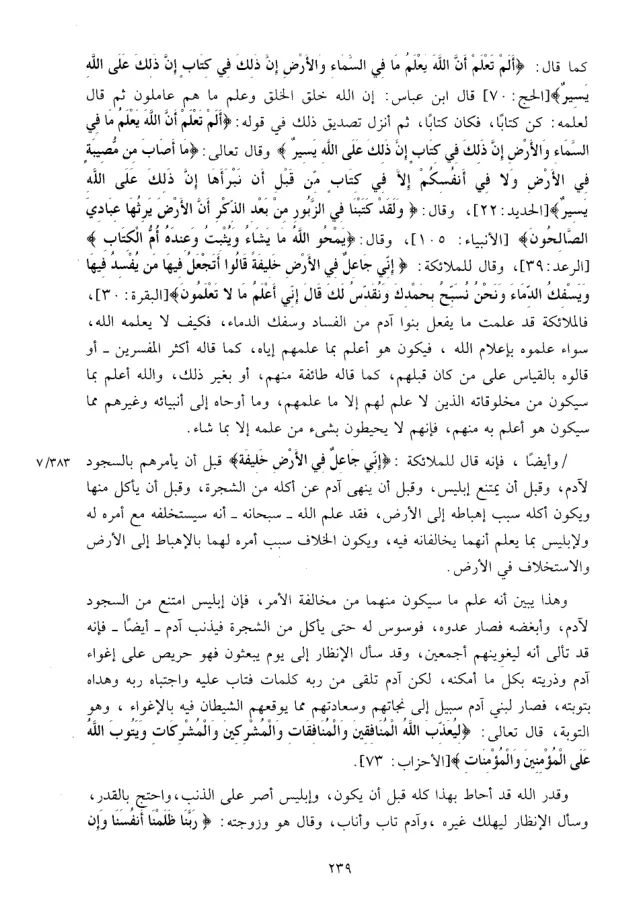 كما قال : ﴿أَلَمْ تَعْلَمْ أَنَّ اللَّهَ يَعْلَمُ مَا فِي السَّمَاءِ وَالأَرْضِ إِنَّ ذَلِكَ فِي كِتَابٍ إِنَّ ذَلِكَ عَلَى اللَّهِ
يَسِيرٌ﴾[الحج: ٧٠] قال ابن عباس: إن الله خلق الخلق وعلم ما هم عاملون ثم قال
لعلمه: كن كتابًا، فكان كتابًا، ثم أنزل تصديق ذلك في قوله: ﴿أَلَمْ تَعْلَمْ أَنَّ اللَّهَ يَعْلَمُ مَا فِي
السَّمَاءِ وَالأَرْضِ إِنَّ ذَلِكَ فِي كِتَابٍ إِنَّ ذَلِكَ عَلَى اللَّهِ يَسِيرٌ ﴾ وقال تعالى: ﴿مَا أَصَابَ مِن مُّصِيبَةٍ
فِي الأَرْضِ وَلا فِي أَنفُسِكُمْ إِلاَّ فِي كِتَابٍ مِّن قَبْلِ أَن نَّبْرَأَهَا إِنَّ ذَلِكَ عَلَى اللَّهِ
يَسِيرٌ﴾[الحديد: ٢٢]، وقال: ﴿ وَلَقَدْ كَتَبْنَا فِي الزَّبُورِ مِنْ بَعْدِ الذِّكْرِ أَنَّ الأَرْضَ يَرِثُهَا عِبَادِيَ
الصَّالِحُونَ﴾ [الأنبياء: ١٠٥]، وقال: ﴿يَمْحُو اللَّهُ مَا يَشَاءُ وَيُثْبِتُ وَعِندَهُ أُمُّ الْكِتَابِ ﴾
[الرعد: ٣٩]، وقال للملائكة: ﴿ إِنِّي جَاعِلٌ فِي الأَرْضِ خَلِيفَةً قَالُوا أَتَجْعَلُ فِيهَا مَن يُفْسِدُ فِيهَا
وَيَسْفِكُ الدِّمَاءَ وَنَحْنُ نُسَبِّحُ بِحَمْدِكَ وَنُقَدِّسُ لَكَ قَالَ إِنِّي أَعْلَمُ مَا لا تَعْلَمُونَ﴾[البقرة: ٣٠]،
فالملائكة قد علمت ما يفعل بنوا آدم من الفساد وسفك الدماء، فكيف لا يعلمه الله،
سواء علموه بإعلام الله ، فيكون هو أعلم بما علمهم إياه، كما قاله أكثر المفسرين ـ أو
قالوه بالقياس على من كان قبلهم، كما قاله طائفة منهم، أو بغير ذلك، والله أعلم بما
سيكون من مخلوقاته الذين لا علم لهم إلا ما علمهم، وما أوحاه إلى أنبيائه وغيرهم مما
سيكون هو أعلم به منهم، فإنهم لا يحيطون بشىء من علمه إلا بما شاء.
/ وأيضًا ، فإنه قال للملائكة :﴿إِنِّي جَاعِلٌ فِي الأَرْضِ خَلِيفَةً﴾ قبل أن يأمرهم بالسجود ٧/٣٨٣
لآدم، وقبل أن يمتنع إبليس، وقبل أن ينهى آدم عن أكله من الشجرة، وقبل أن يأكل منها
ويكون أكله سبب إهباطه إلى الأرض، فقد علم الله ـ سبحانه ـ أنه سيستخلفه مع أمره له
ولإبليس بما يعلم أنهما يخالفانه فيه، ويكون الخلاف سبب أمره لهما بالإهباط إلى الأرض
والاستخلاف في الأرض.
وهذا يبين أنه علم ما سيكون منهما من مخالفة الأمر، فإن إبليس امتنع من السجود
لآدم، وأبغضه فصار عدوه، فوسوس له حتى يأكل من الشجرة فيذنب آدم ـ أيضًا ـ فإنه
قد تألى أنه ليغوينهم أجمعين، وقد سأل الإنظار إلى يوم يبعثون فهو حريص على إغواء
آدم وذريته بكل ما أمكنه، لكن آدم تلقى من ربه كلمات فتاب عليه واجتباه ربه وهداه
بتوبته، فصار لبني آدم سبيل إلى نجاتهم وسعادتهم مما يوقعهم الشيطان فيه بالإغواء ، وهو
التوبة، قال تعالى: ﴿لِيُعَذِّبَ اللَّهُ الْمُنَافِقِينَ وَالْمُنَافِقَاتِ وَالْمُشْرِكِينَ وَالْمُشْرِكَاتِ وَيَتُوبَ اللَّهُ
عَلَى الْمُؤْمِنِينَ وَالْمُؤْمِنَاتِ ﴾[الأحزاب: ٧٣].
وقدر الله قد أحاط بهذا كله قبل أن يكون، وإبليس أصر على الذنب،واحتج بالقدر،
وسأل الإنظار ليهلك غيره ،وآدم تاب وأناب، وقال هو وزوجته: ﴿ رَبَّنَا ظَلَمْنَا أَنفُسَنَا وَإِن
٢٣٩